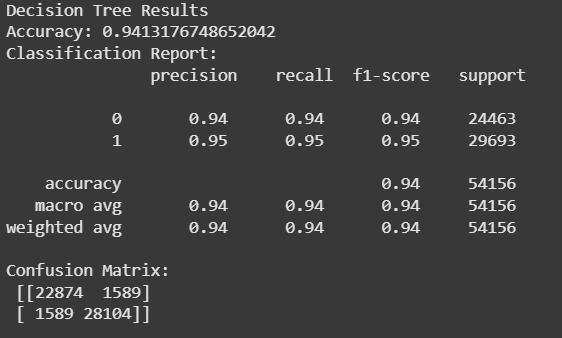 Decision Tree Results
Accuracy: 0.9413176748652042
Classification Report:
              precision    recall  f1-score   support

           0       0.94      0.94      0.94     24463
           1       0.95      0.95      0.95     29693

    accuracy                           0.94     54156
   macro avg       0.94      0.94      0.94     54156
weighted avg       0.94      0.94      0.94     54156

Confusion Matrix:
 [[22874  1589]
 [ 1589 28104]]